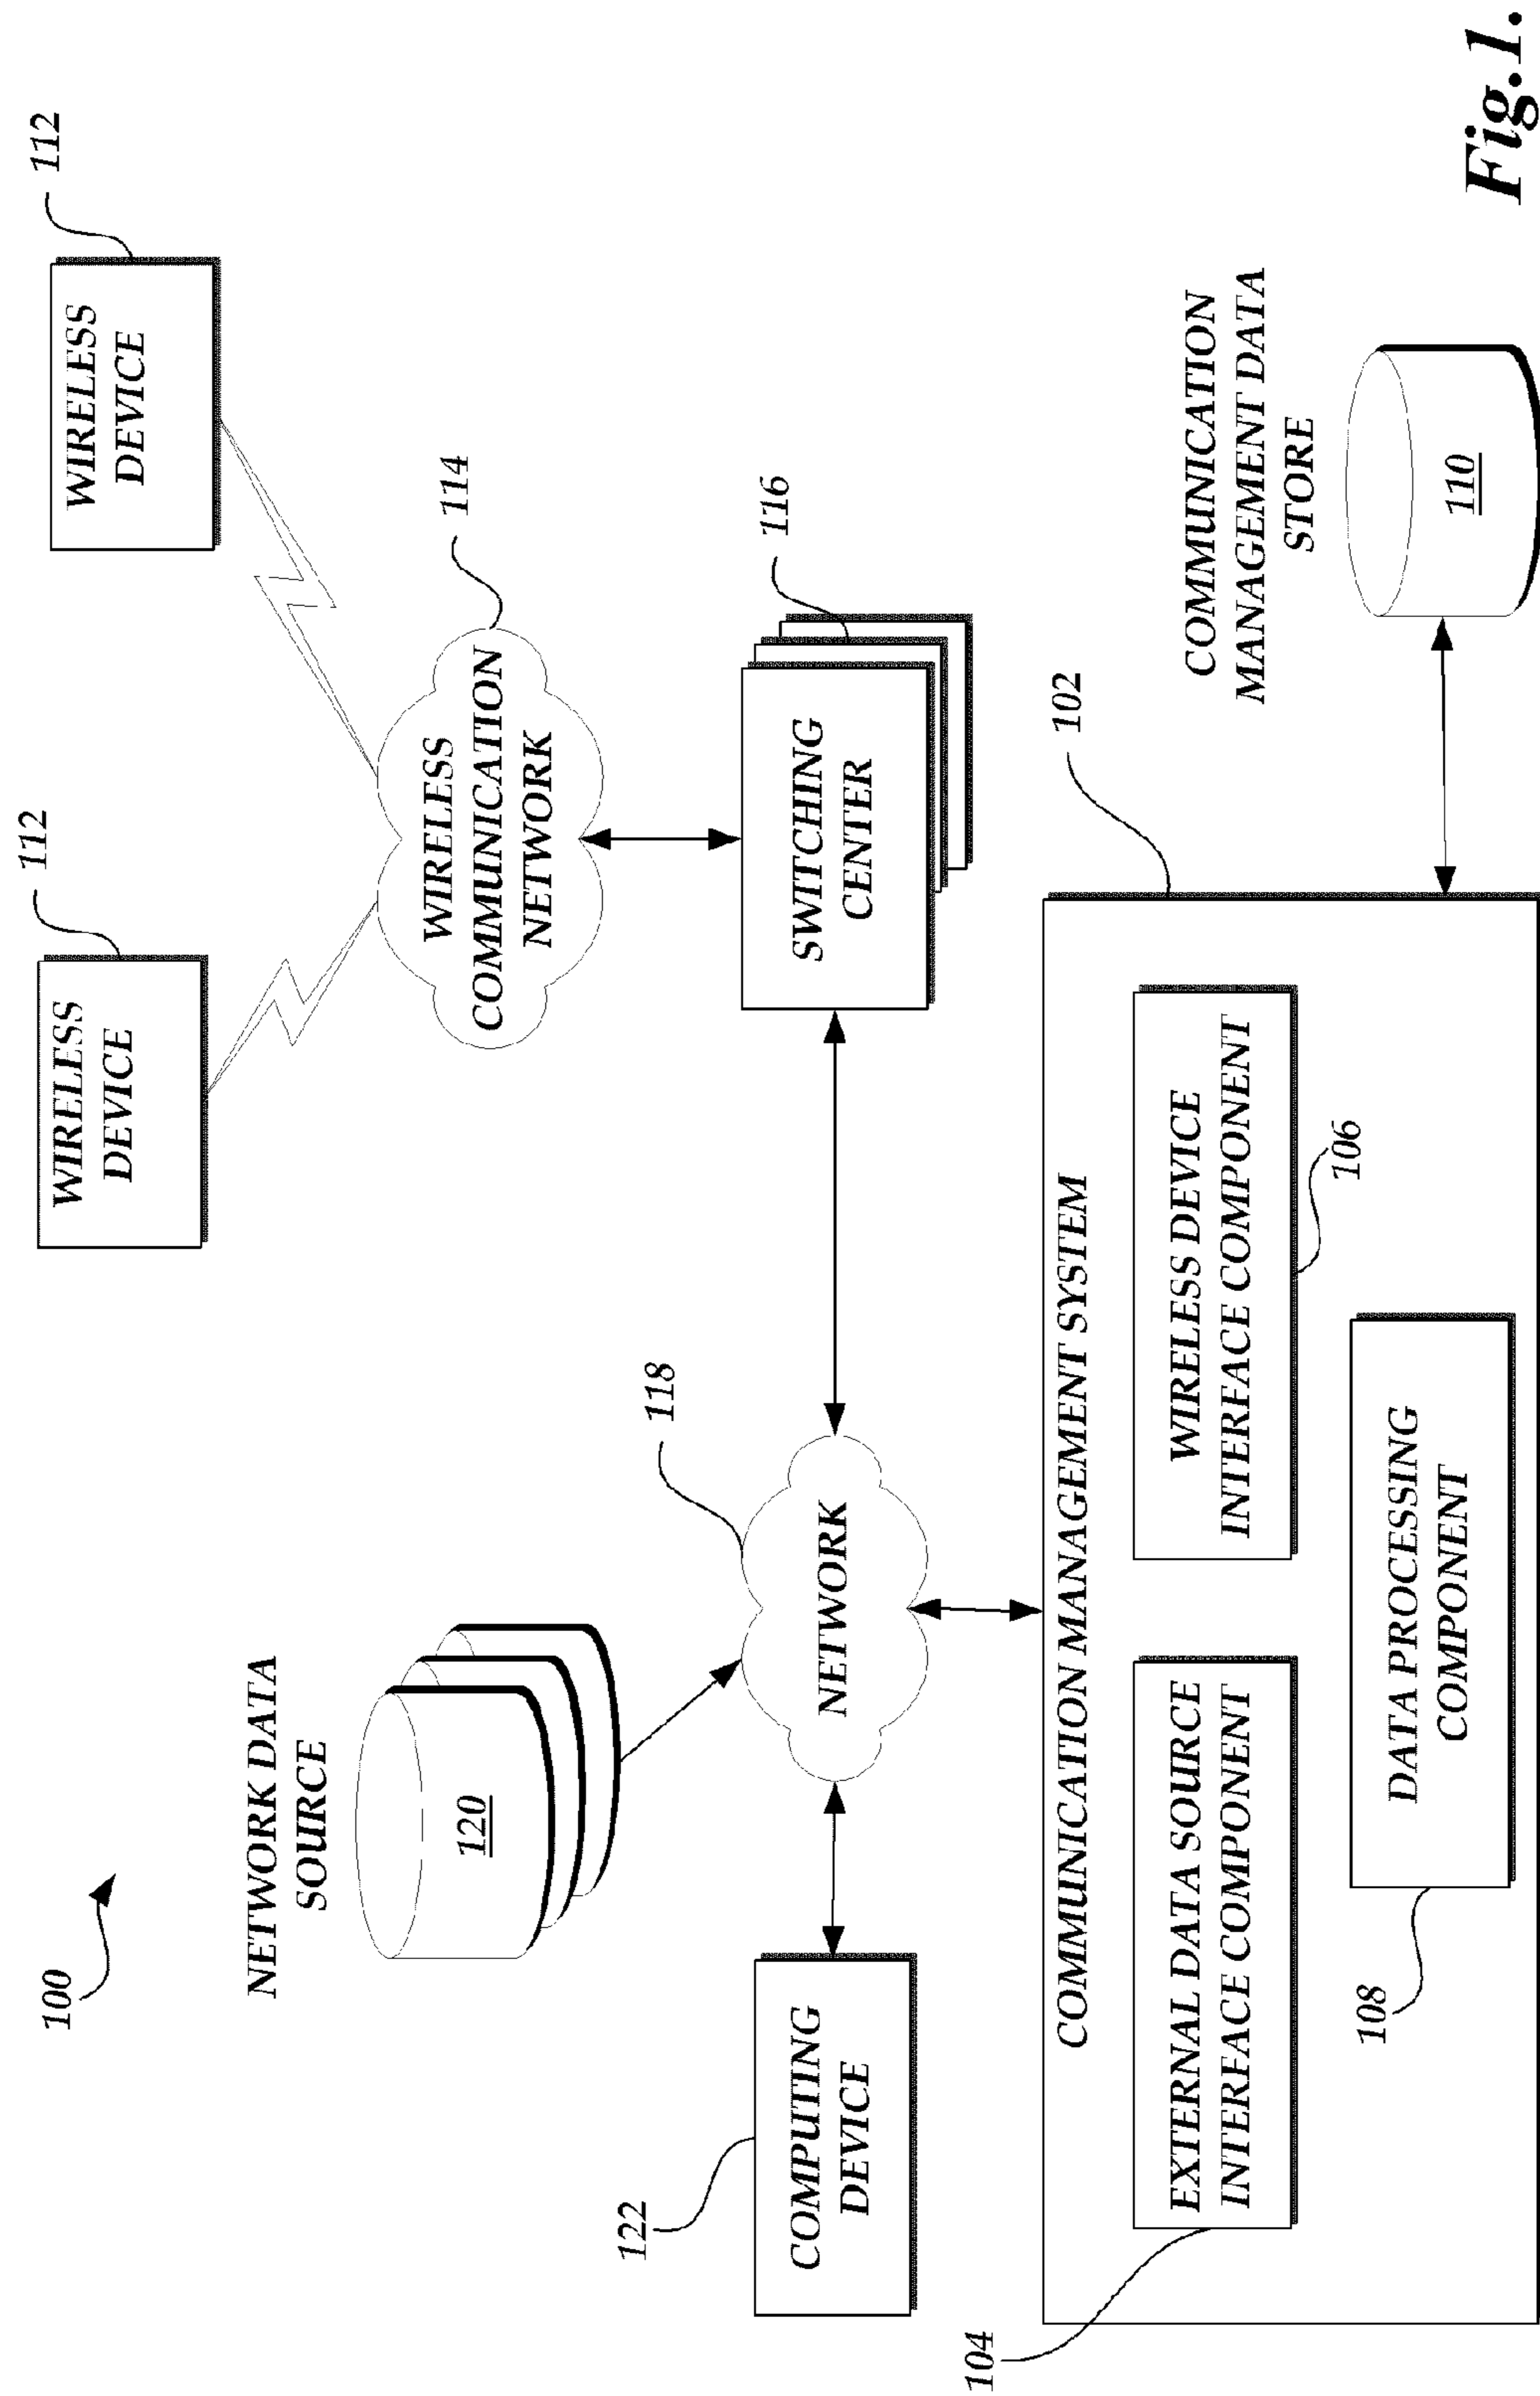 100
112
WIRELESS
DEVICE
112
WIRELESS
DEVICE
NETWORK DATA
SOURCE
120
114
WIRELESS
COMMUNICATION
NETWORK
122
COMPUTING
DEVICE
118
NETWORK
116
SWITCHING
CENTER
102
COMMUNICATION MANAGEMENT SYSTEM
104
EXTERNAL DATA SOURCE
INTERFACE COMPONENT
WIRELESS DEVICE
INTERFACE COMPONENT
106
108
DATA PROCESSING
COMPONENT
COMMUNICATION
MANAGEMENT DATA
STORE
110
Fig.1.